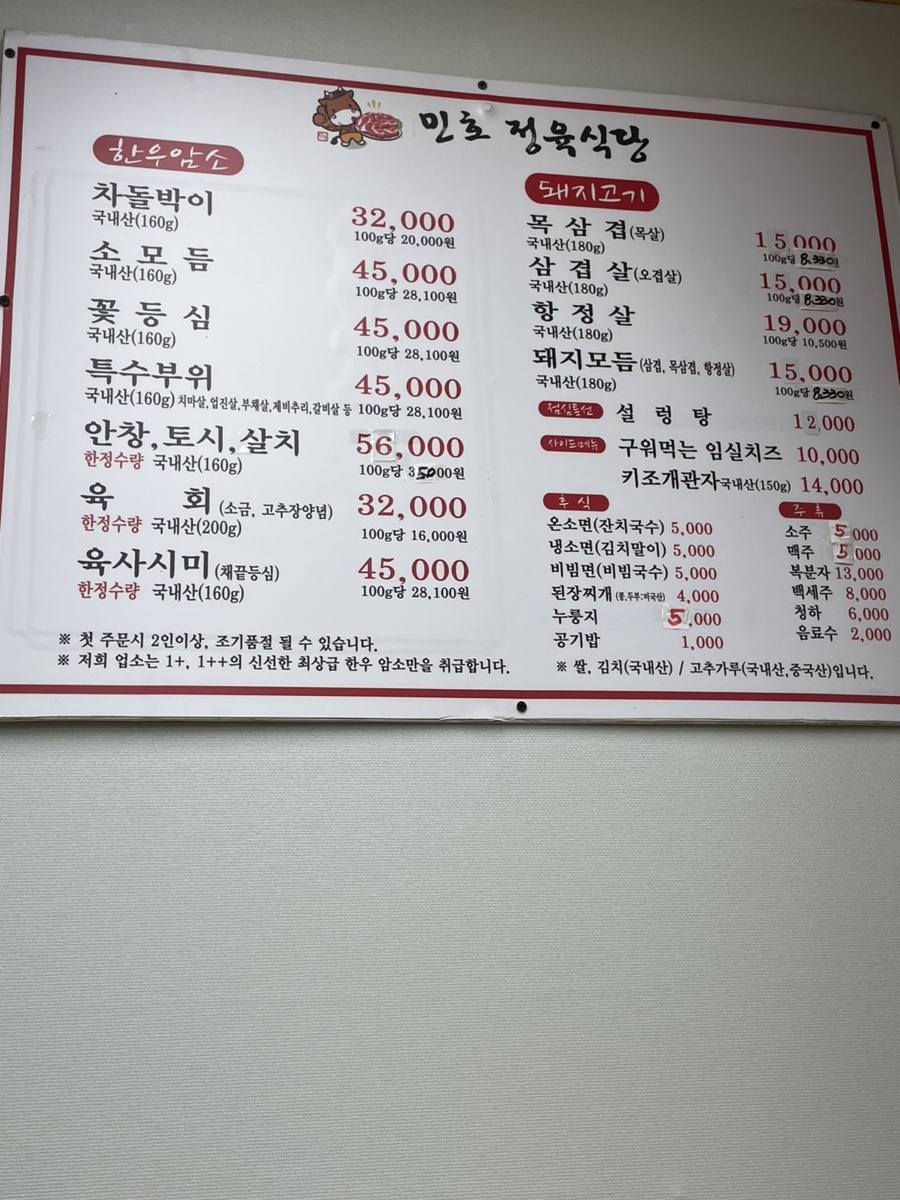 민호 정육식당
한우암소
차돌박이 32,000
국내산(160g) 100g당 20,000원
소 모 듬 45,000
국내산(160g) 100g당 28,100원
꽃 등 심 45,000
국내산(160g) 100g당 28,100원
특수부위 45,000
국내산(160g) 치마살,업진살,부채살,제비추리,갈비살 등 100g당 28,100원
안창,토시,살치 56,000
한정수량 국내산(160g) 100g당 35000원
육 회 (소금, 고추장양념) 32,000
한정수량 국내산(200g) 100g당 16,000원
육사시미 (채끝등심) 45,000
한정수량 국내산(160g) 100g당 28,100원
※ 첫 주문시 2인이상, 조기품절 될 수 있습니다.
※ 저희 업소는 1+, 1++의 신선한 최상급 한우 암소만을 취급합니다.
돼지고기
목 삼 겹 (목살) 15,000
국내산(180g) 100g당 8.330원
삼 겹 살 (오겹살) 15,000
국내산(180g) 100g당 8.330원
항 정 살 19,000
국내산(180g) 100g당 10,500원
돼지모듬 (삼겹, 목삼겹, 항정살) 15,000
국내산(180g) 100g당 8.330원
점심특선 설 렁 탕 12,000
사이드메뉴 구워먹는 임실치즈 10,000
키조개관자 국내산(150g) 14,000
후 식
온소면(잔치국수) 5,000
냉소면(김치말이) 5,000
비빔면(비빔국수) 5,000
된장찌개 (콩,두부:미국산) 4,000
누룽지 5,000
공기밥 1,000
주 류
소주 5,000
맥주 5,000
복분자 13,000
백세주 8,000
청하 6,000
음료수 2,000
※ 쌀, 김치(국내산) / 고추가루(국내산,중국산)입니다.